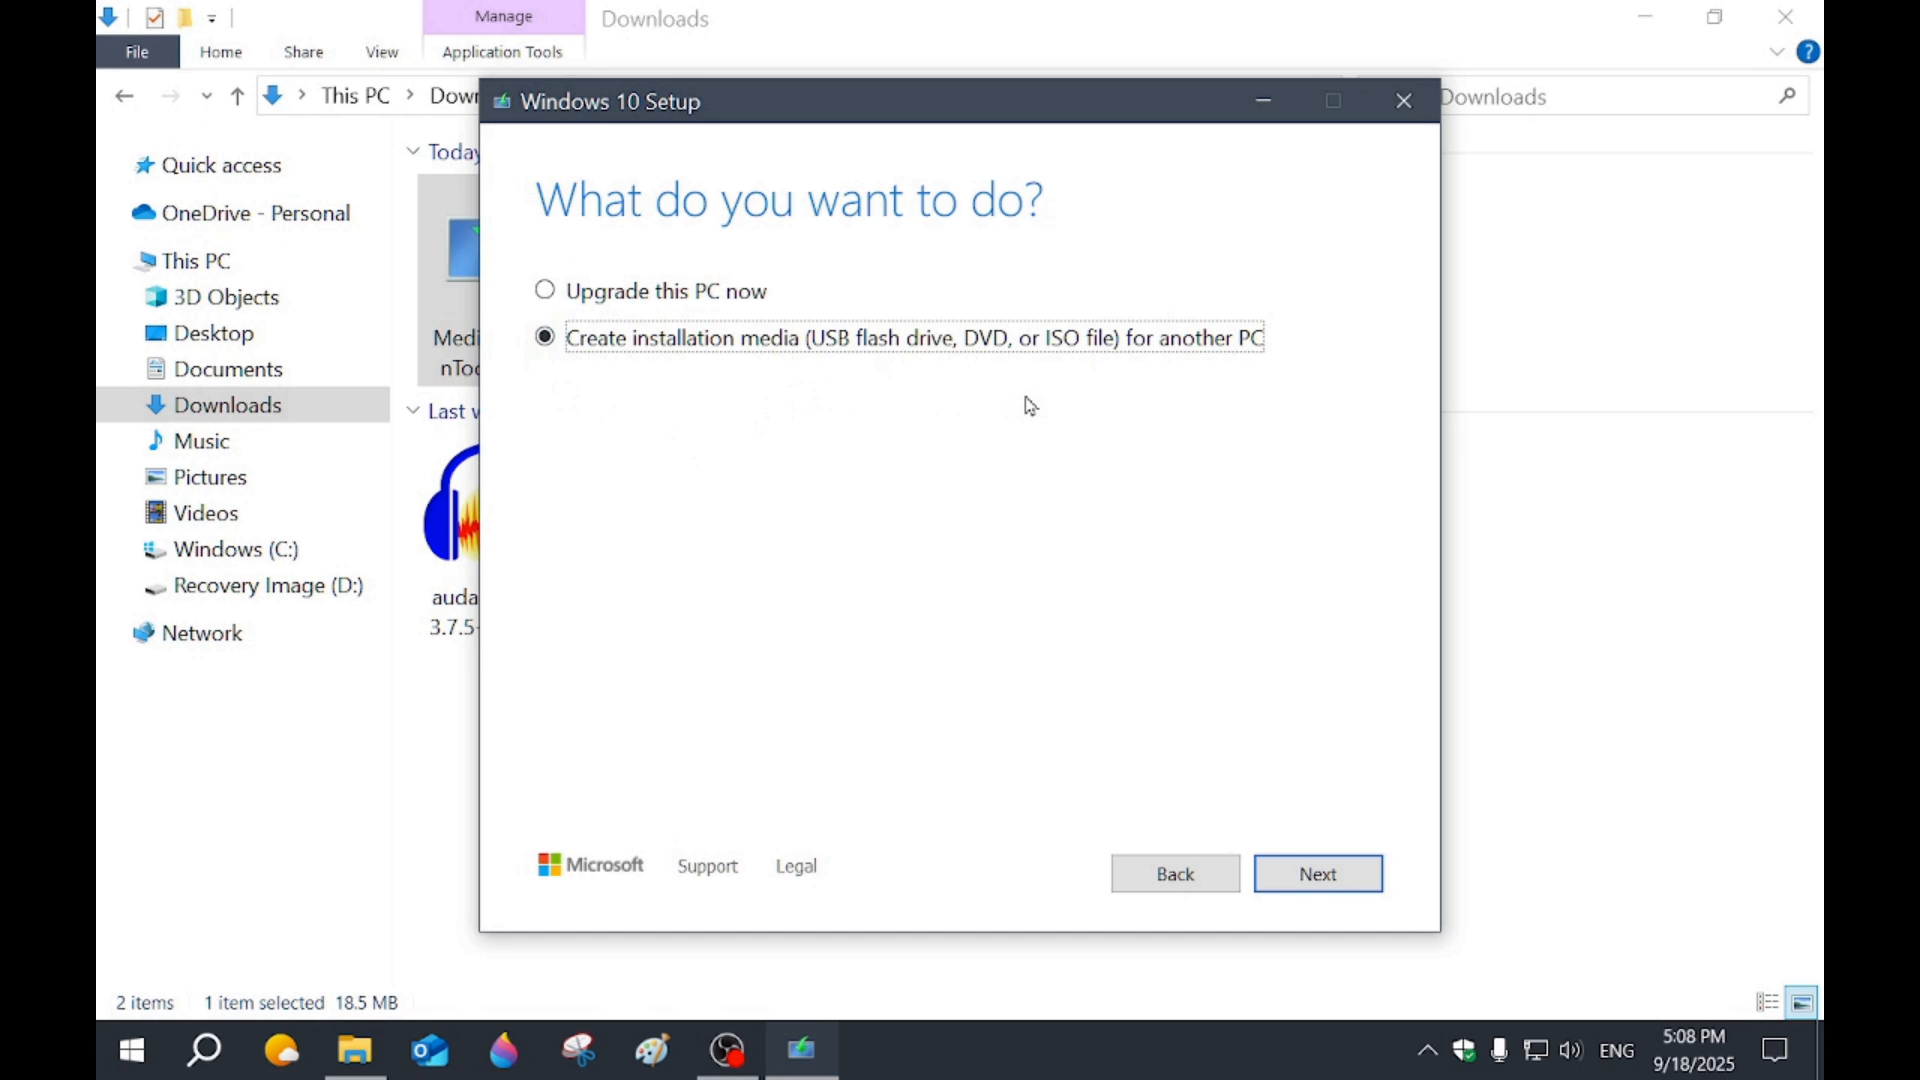 Manage
Downloads
File
Home
Share
View
Application Tools
This PC
Down
Windows 10 Setup
Downloads
Quick access
OneDrive - Personal
This PC
3D Objects
Desktop
Documents
Downloads
Music
Pictures
Videos
Windows (C:)
Recovery Image (D:)
Network
Today
Medi
nToo
Last w
auda
3.7.5-
What do you want to do?
Upgrade this PC now
Create installation media (USB flash drive, DVD, or ISO file) for another PC
Microsoft
Support
Legal
Back
Next
2 items
1 item selected 18.5 MB
ENG
5:08 PM
9/18/2025